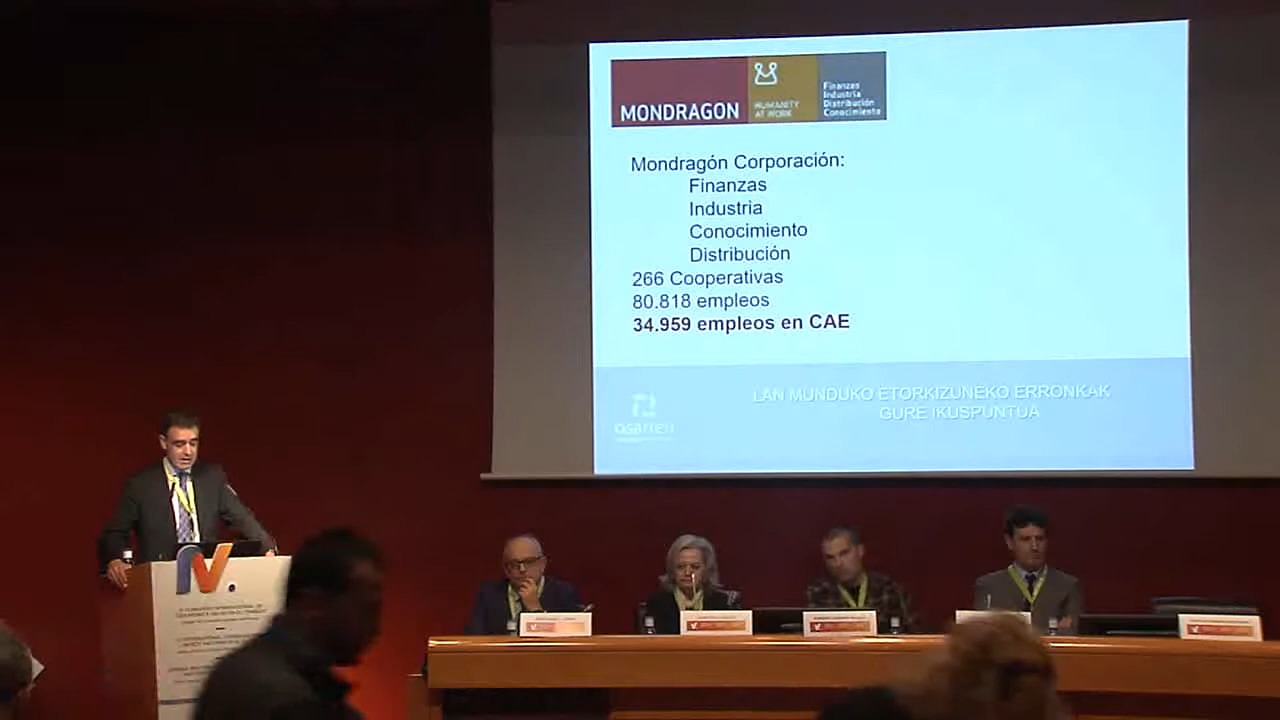 MONDRAGON
HUMANITY
AT WORK
Finanzas
Industria
Distribución
Conocimiento
Mondragón Corporación:
Finanzas
Industria
Conocimiento
Distribución
266 Cooperativas
80.818 empleos
34.959 empleos en CAE
osarten
LAN MUNDUKO ETORKIZUNEKO ERRONKAK
GURE IKUSPUNTUA